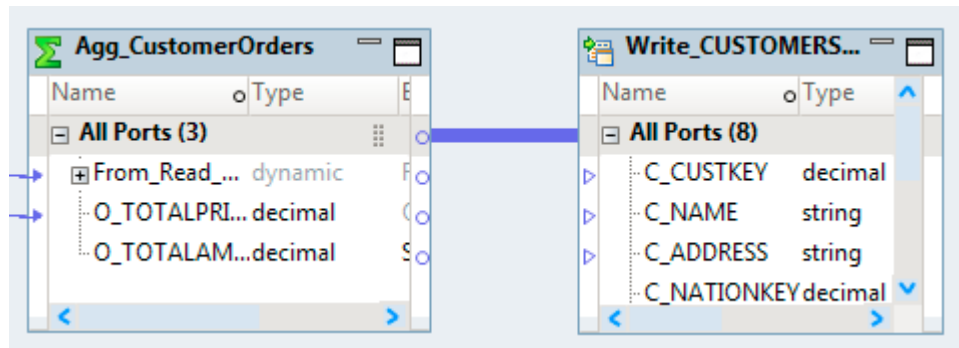 Agg_CustomerOrders
Name Type E
All Ports (3)
From_Read_... dynamic F
O_TOTALPRI... decimal
O_TOTALAM... decimal S
Write_CUSTOMERS...
Name Type
All Ports (8)
C_CUSTKEY decimal
C_NAME string
C_ADDRESS string
C_NATIONKEY decimal